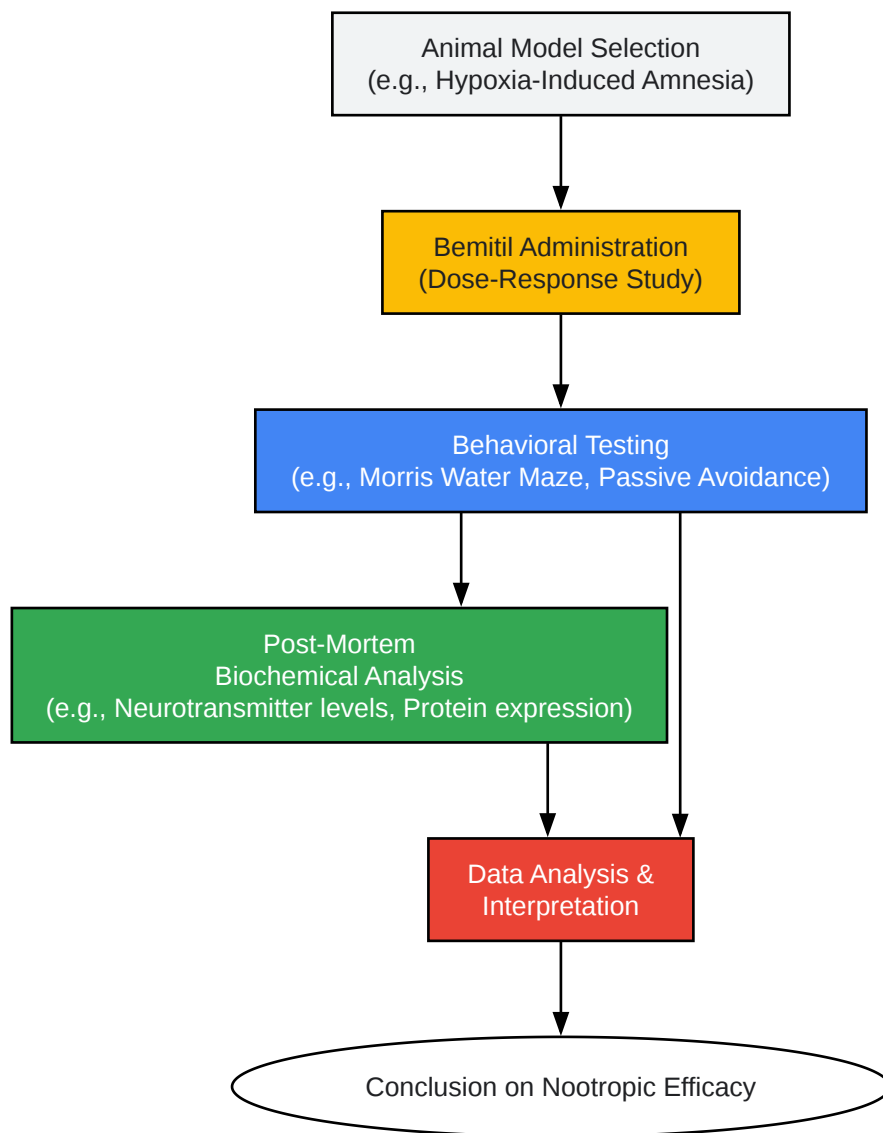 Animal Model Selection
(e.g., Hypoxia-Induced Amnesia)
Bemitil Administration
(Dose-Response Study)
Behavioral Testing
(e.g., Morris Water Maze, Passive Avoidance)
Post-Mortem
Biochemical Analysis
(e.g., Neurotransmitter levels, Protein expression)
Data Analysis &
Interpretation
Conclusion on Nootropic Efficacy